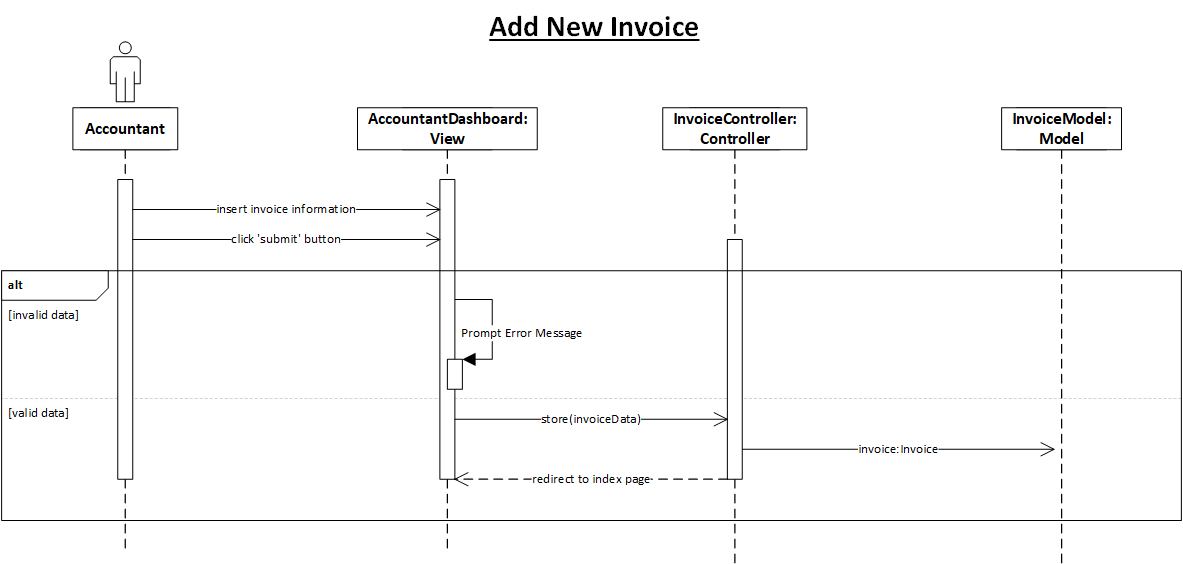 Add New Invoice
Accountant
AccountantDashboard:
View
InvoiceController:
Controller
InvoiceModel:
Model
insert invoice information
click 'submit' button
alt
[invalid data]
Prompt Error Message
[valid data]
store(invoiceData)
invoice:Invoice
redirect to index page